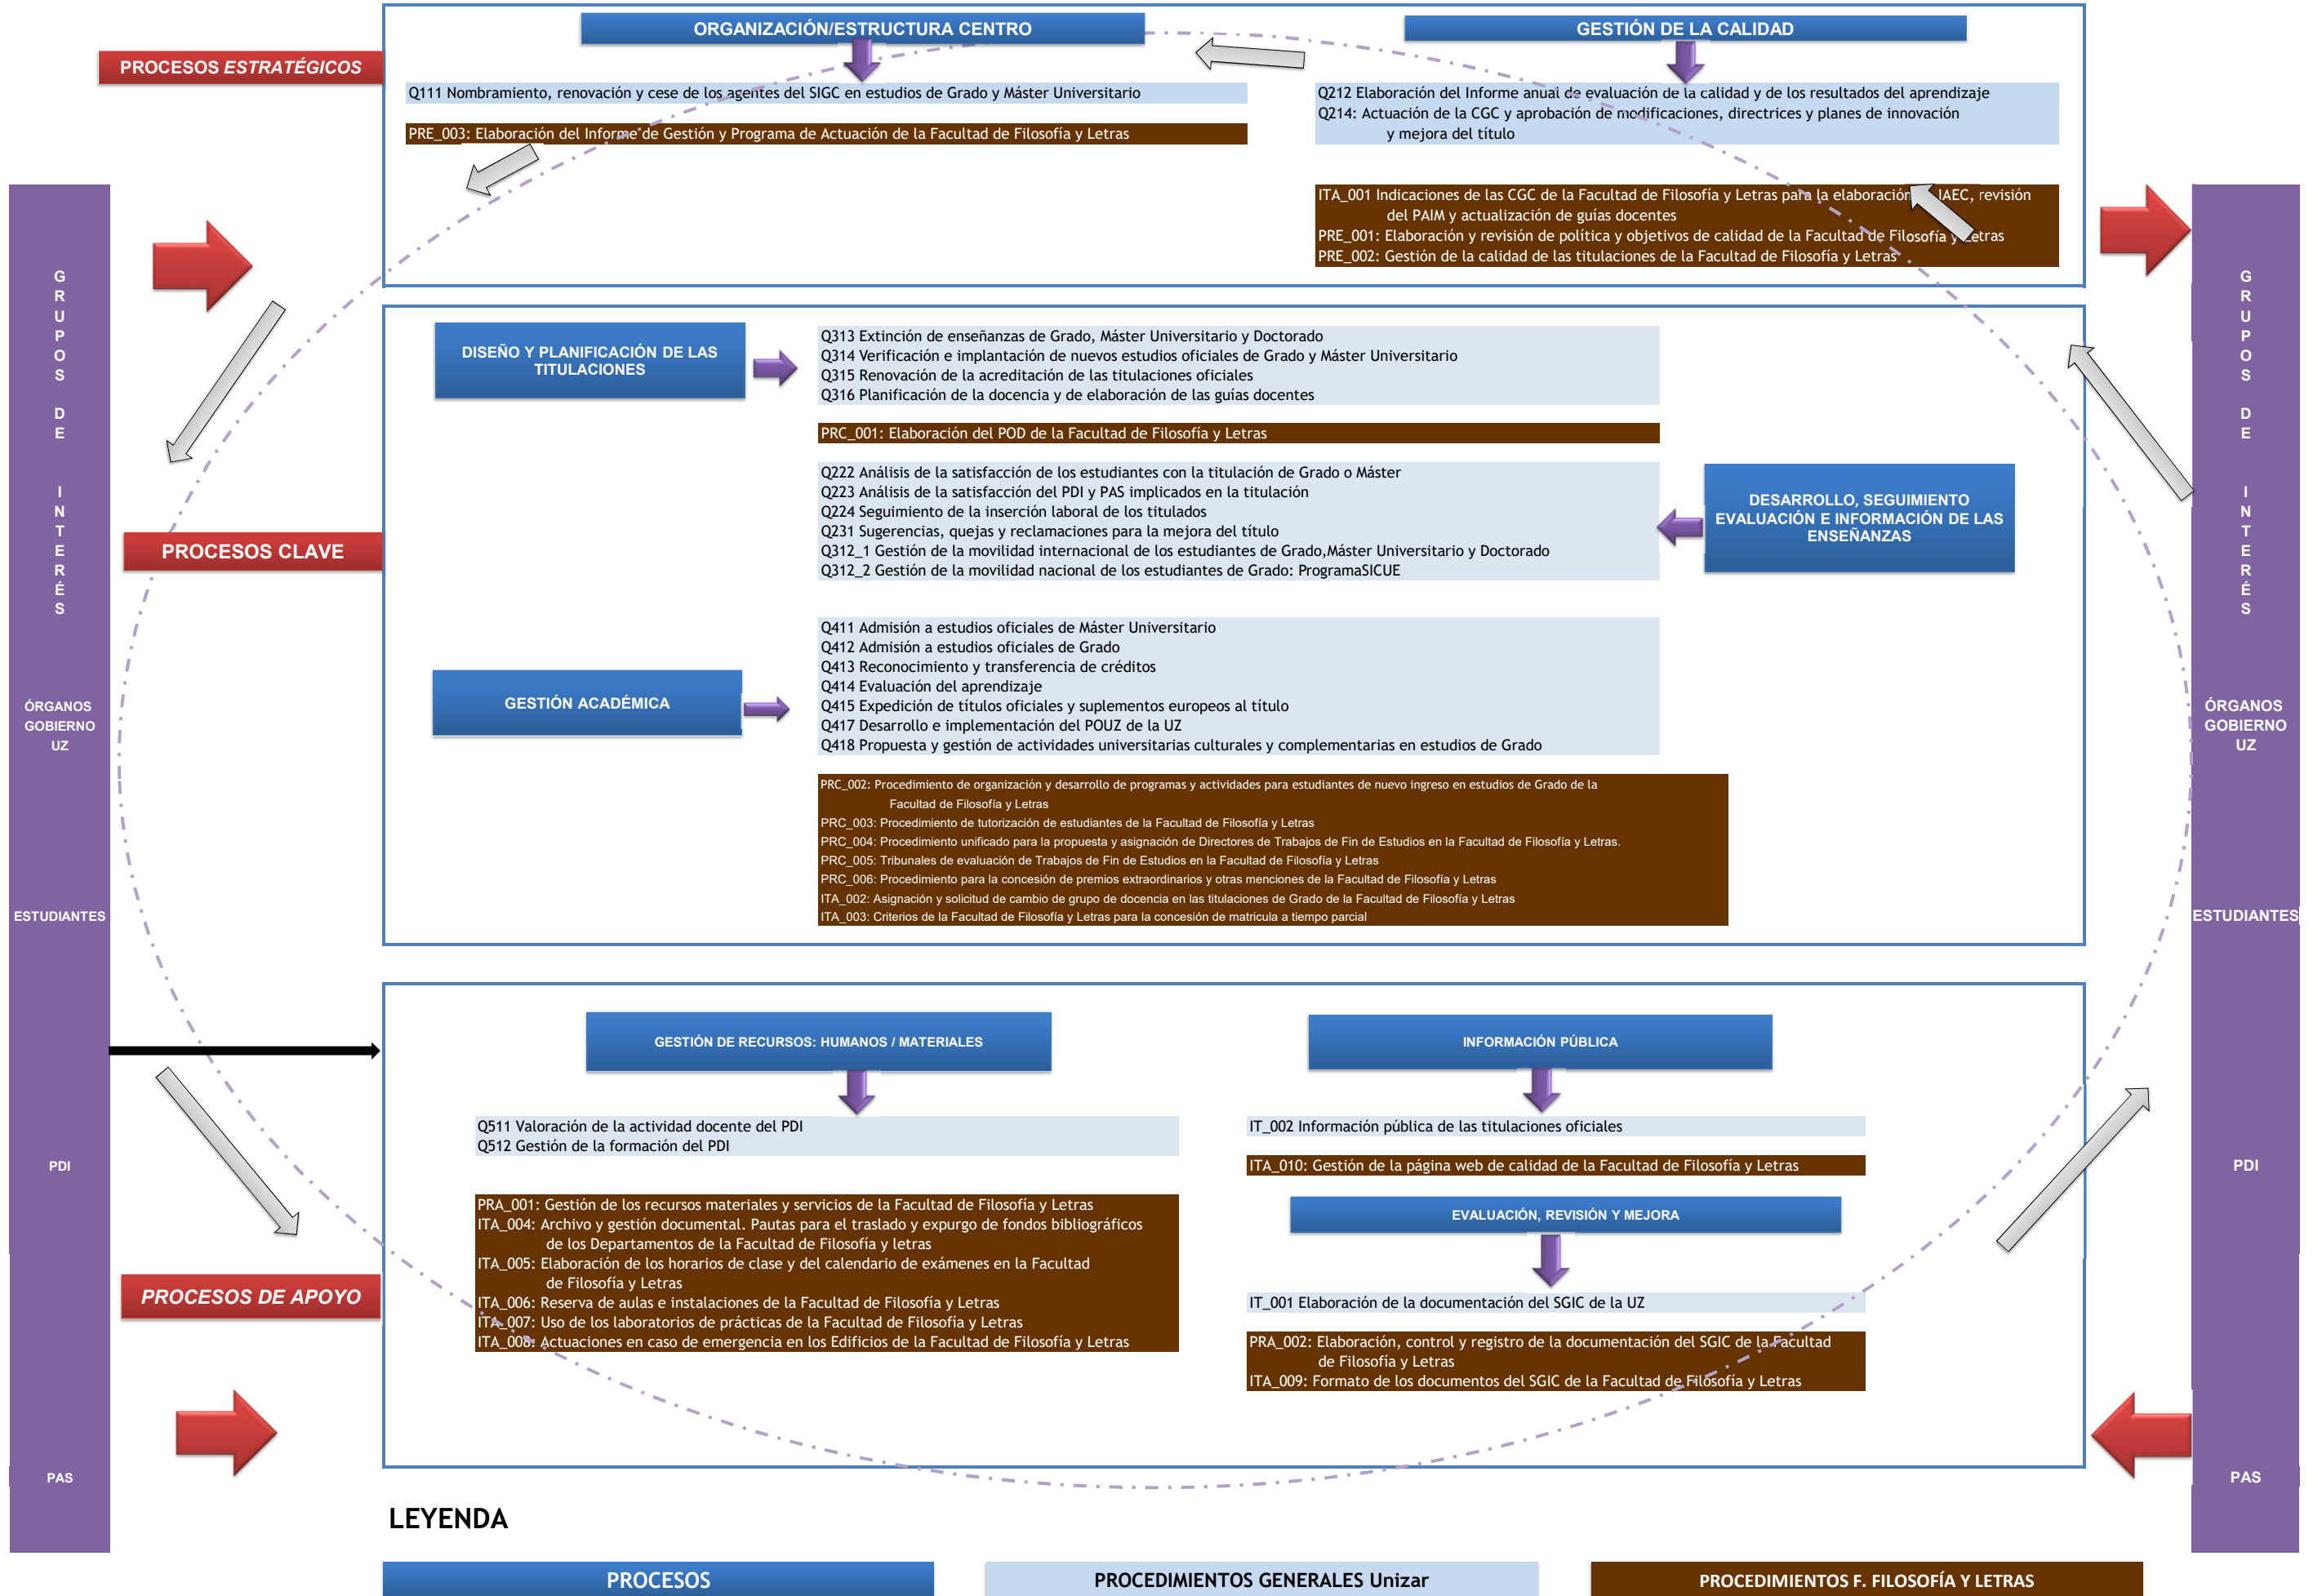 ORGANIZACIÓN/ESTRUCTURA CENTRO
GESTIÓN DE LA CALIDAD
PROCESOS ESTRATÉGICOS
Q111 Nombramiento, renovación y cese de los agentes del SIGC en estudios de Grado y Máster Universitario
PRE_003: Elaboración del Informe de Gestión y Programa de Actuación de la Facultad de Filosofía y Letras
Q212 Elaboración del Informe anual de evaluación de la calidad y de los resultados del aprendizaje
Q214: Actuación de la CGC y aprobación de modificaciones, directrices y planes de innovación
y mejora del título
ITA_001 Indicaciones de las CGC de la Facultad de Filosofía y Letras para la elaboración IAEC, revisión
del PAIM y actualización de guías docentes
PRE_001: Elaboración y revisión de política y objetivos de calidad de la Facultad de Filosofía y Letras
PRE_002: Gestión de la calidad de las titulaciones de la Facultad de Filosofía y Letras
GRUPOS DE INTERÉS
ÓRGANOS
GOBIERNO
UZ
ESTUDIANTES
PDI
PAS
PROCESOS CLAVE
DISEÑO Y PLANIFICACIÓN DE LAS
TITULACIONES
Q313 Extinción de enseñanzas de Grado, Máster Universitario y Doctorado
Q314 Verificación e implantación de nuevos estudios oficiales de Grado y Máster Universitario
Q315 Renovación de la acreditación de las titulaciones oficiales
Q316 Planificación de la docencia y de elaboración de las guías docentes
PRC_001: Elaboración del POD de la Facultad de Filosofía y Letras
Q222 Análisis de la satisfacción de los estudiantes con la titulación de Grado o Máster
Q223 Análisis de la satisfacción del PDI y PAS implicados en la titulación
Q224 Seguimiento de la inserción laboral de los titulados
Q231 Sugerencias, quejas y reclamaciones para la mejora del título
Q312_1 Gestión de la movilidad internacional de los estudiantes de Grado,Máster Universitario y Doctorado
Q312_2 Gestión de la movilidad nacional de los estudiantes de Grado: ProgramaSICUE
DESARROLLO, SEGUIMIENTO
EVALUACIÓN E INFORMACIÓN DE LAS
ENSEÑANZAS
GESTIÓN ACADÉMICA
Q411 Admisión a estudios oficiales de Máster Universitario
Q412 Admisión a estudios oficiales de Grado
Q413 Reconocimiento y transferencia de créditos
Q414 Evaluación del aprendizaje
Q415 Expedición de títulos oficiales y suplementos europeos al título
Q417 Desarrollo e implementación del POUZ de la UZ
Q418 Propuesta y gestión de actividades universitarias culturales y complementarias en estudios de Grado
PRC_002: Procedimiento de organización y desarrollo de programas y actividades para estudiantes de nuevo ingreso en estudios de Grado de la
Facultad de Filosofía y Letras
PRC_003: Procedimiento de tutorización de estudiantes de la Facultad de Filosofía y Letras
PRC_004: Procedimiento unificado para la propuesta y asignación de Directores de Trabajos de Fin de Estudios en la Facultad de Filosofía y Letras.
PRC_005: Tribunales de evaluación de Trabajos de Fin de Estudios en la Facultad de Filosofía y Letras
PRC_006: Procedimiento para la concesión de premios extraordinarios y otras menciones de la Facultad de Filosofía y Letras
ITA_002: Asignación y solicitud de cambio de grupo de docencia en las titulaciones de Grado de la Facultad de Filosofía y Letras
ITA_003: Criterios de la Facultad de Filosofía y Letras para la concesión de matricula a tiempo parcial
PROCESOS DE APOYO
GESTIÓN DE RECURSOS: HUMANOS / MATERIALES
Q511 Valoración de la actividad docente del PDI
Q512 Gestión de la formación del PDI
PRA_001: Gestión de los recursos materiales y servicios de la Facultad de Filosofía y Letras
ITA_004: Archivo y gestión documental. Pautas para el traslado y expurgo de fondos bibliográficos
de los Departamentos de la Facultad de Filosofía y letras
ITA_005: Elaboración de los horarios de clase y del calendario de exámenes en la Facultad
de Filosofía y Letras
ITA_006: Reserva de aulas e instalaciones de la Facultad de Filosofía y Letras
ITA_007: Uso de los laboratorios de prácticas de la Facultad de Filosofía y Letras
ITA_008: Actuaciones en caso de emergencia en los Edificios de la Facultad de Filosofía y Letras
INFORMACIÓN PÚBLICA
IT_002 Información pública de las titulaciones oficiales
ITA_010: Gestión de la página web de calidad de la Facultad de Filosofía y Letras
EVALUACIÓN, REVISIÓN Y MEJORA
IT_001 Elaboración de la documentación del SGIC de la UZ
PRA_002: Elaboración, control y registro de la documentación del SGIC de la Facultad
de Filosofía y Letras
ITA_009: Formato de los documentos del SGIC de la Facultad de Filosofía y Letras
GRUPOS DE INTERÉS
ÓRGANOS
GOBIERNO
UZ
ESTUDIANTES
PDI
PAS
LEYENDA
PROCESOS
PROCEDIMIENTOS GENERALES Unizar
PROCEDIMIENTOS F. FILOSOFÍA Y LETRAS